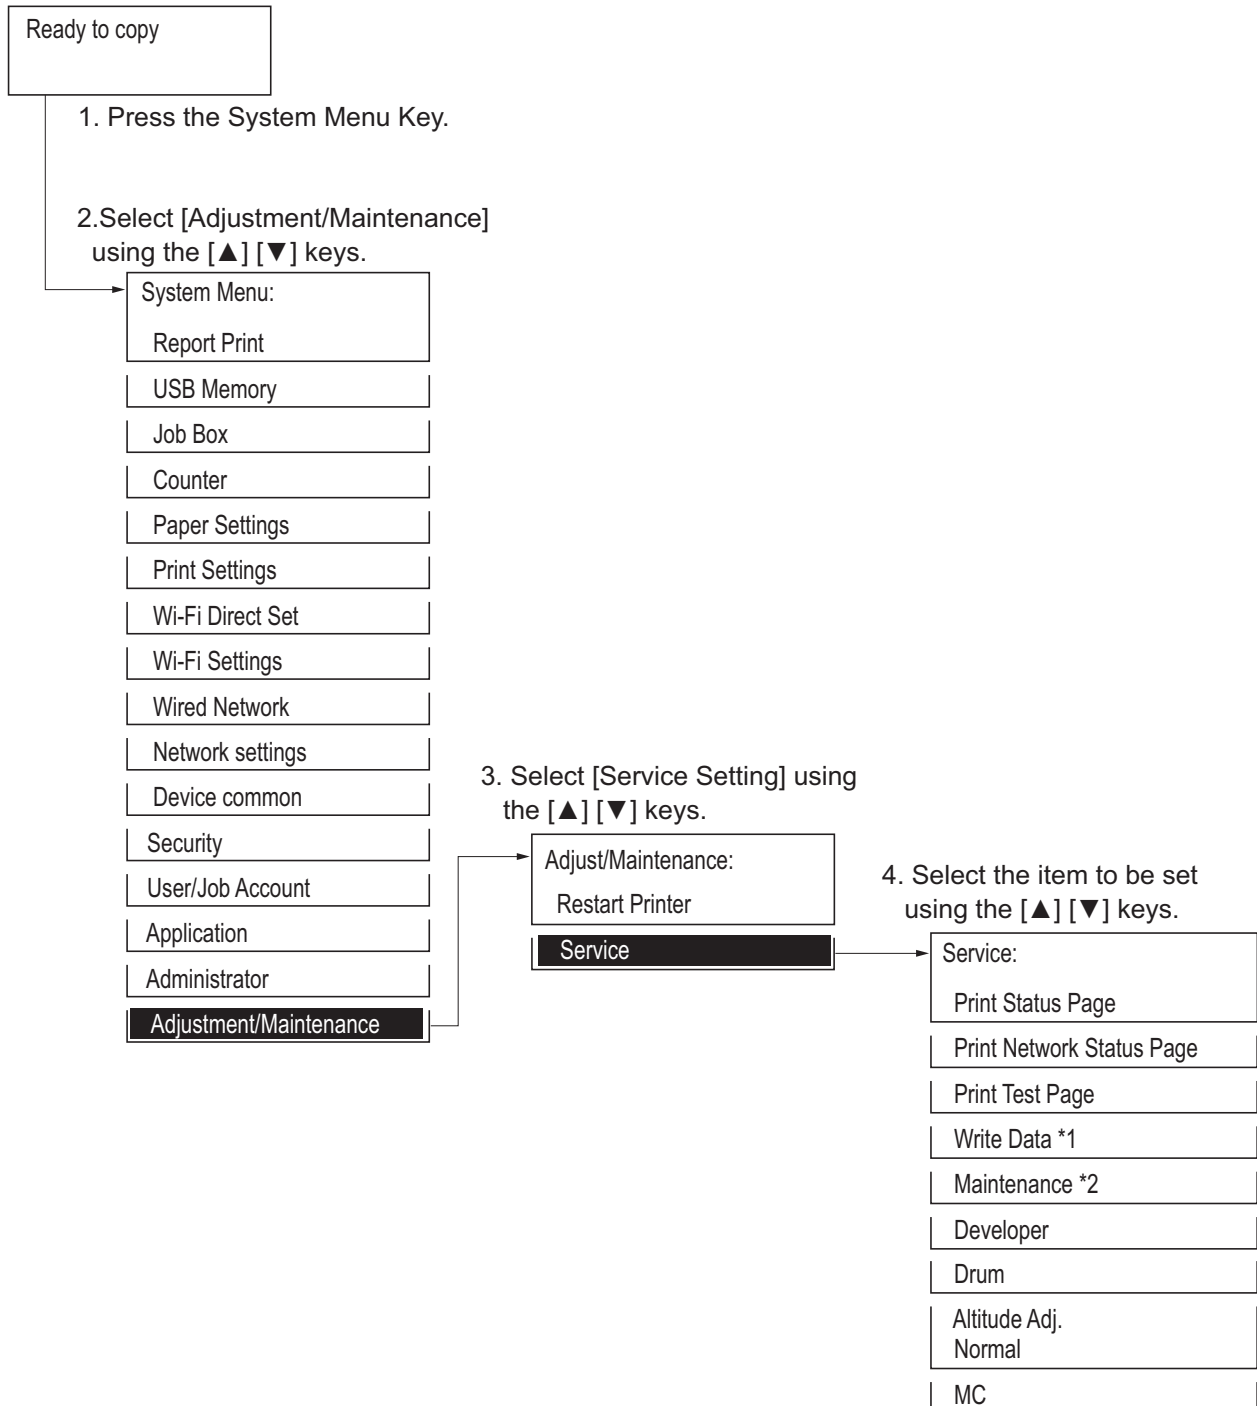 Ready to copy
1. Press the System Menu Key.
2.Select [Adjustment/Maintenance]
using the [▲] [▼] keys.
System Menu:
Report Print
USB Memory
Job Box
Counter
Paper Settings
Print Settings
Wi-Fi Direct Set
Wi-Fi Settings
Wired Network
Network settings
Device common
Security
User/Job Account
Application
Administrator
Adjustment/Maintenance
3. Select [Service Setting] using
the [▲] [▼] keys.
Adjust/Maintenance:
Restart Printer
Service
4. Select the item to be set
using the [▲] [▼] keys.
Service:
Print Status Page
Print Network Status Page
Print Test Page
Write Data *1
Maintenance *2
Developer
Drum
Altitude Adj.
Normal
MC